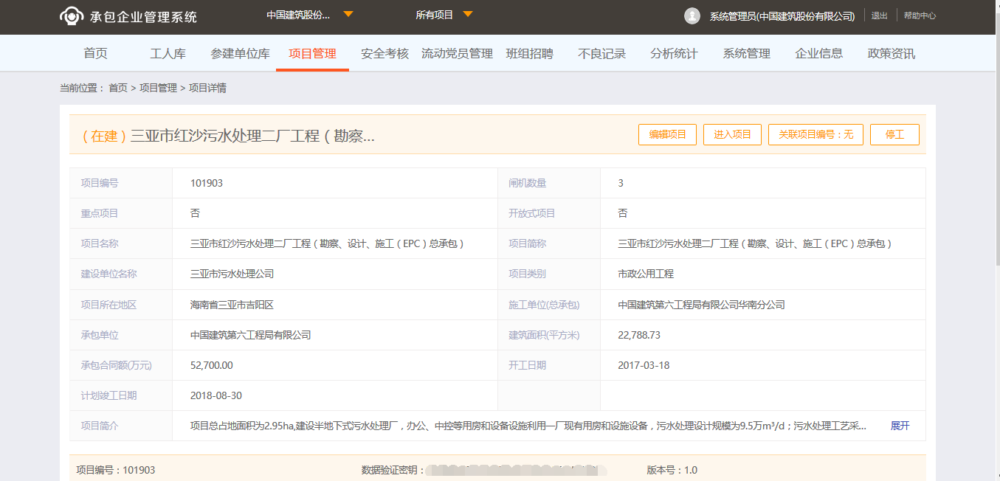 承包企业管理系统 中国建筑股份... 所有项目 系统管理员(中国建筑股份有限公司) 退出 帮助中心
首页 工人库 参建单位库 项目管理 安全考核 流动党员管理 班组招聘 不良记录 分析统计 系统管理 企业信息 政策资讯
当前位置： 首页 > 项目管理 > 项目详情
（在建）三亚市红沙污水处理二厂工程（勘察... 编辑项目 进入项目 关联项目编号：无 停工
项目编号 101903 闸机数量 3
重点项目 否 开放式项目 否
项目名称 三亚市红沙污水处理二厂工程（勘察、设计、施工（EPC）总承包） 项目简称 三亚市红沙污水处理二厂工程（勘察、设计、施工（EPC）总承包）
建设单位名称 三亚市污水处理公司 项目类别 市政公用工程
项目所在地区 海南省三亚市吉阳区 施工单位(总承包) 中国建筑第六工程局有限公司华南分公司
承包单位 中国建筑第六工程局有限公司 建筑面积(平方米) 22,788.73
承包合同额(万元) 52,700.00 开工日期 2017-03-18
计划竣工日期 2018-08-30
项目简介 项目总占地面积为2.95ha,建设半地下式污水处理厂，办公、中控等用房和设备设施利用一厂现有用房和设施设备，污水处理设计规模为9.5万m³/d；污水处理工艺采... 展开
项目编号：101903 数据验证密钥： 版本号：1.0